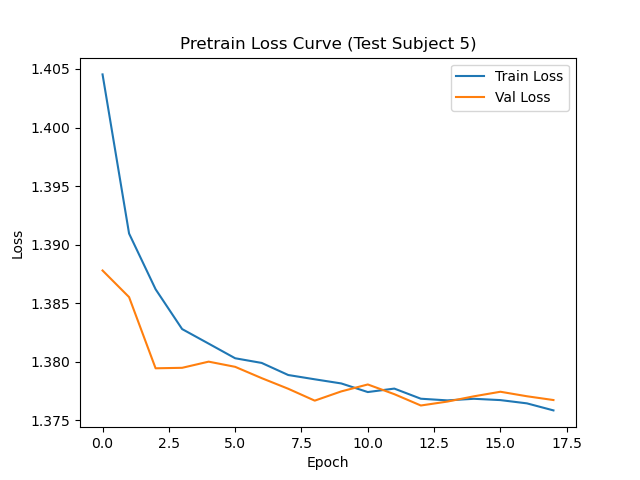 Pretrain Loss Curve (Test Subject 5)
Train Loss
Val Loss
Loss
1.405
1.400
1.395
1.390
1.385
1.380
1.375
0.0 2.5 5.0 7.5 10.0 12.5 15.0 17.5
Epoch